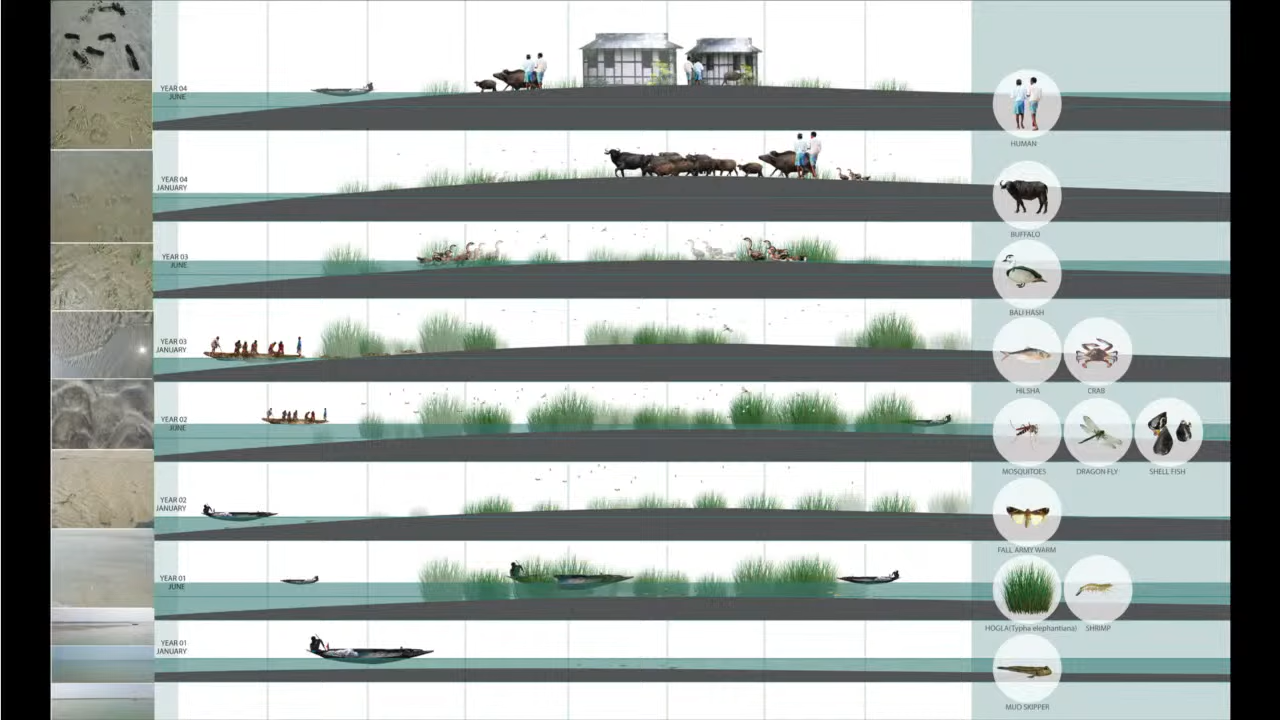 YEAR 04
JUNE
HUMAN
YEAR 04
JANUARY
BUFFALO
YEAR 03
JUNE
BALI HASH
YEAR 03
JANUARY
HILSHA CRAB
YEAR 02
JUNE
MOSQUITOES DRAGON FLY SHELL FISH
YEAR 02
JANUARY
FALL ARMY WARM
YEAR 01
JUNE
HOGLA(Typha elephantiana) SHRIMP
YEAR 01
JANUARY
MUD SKIPPER